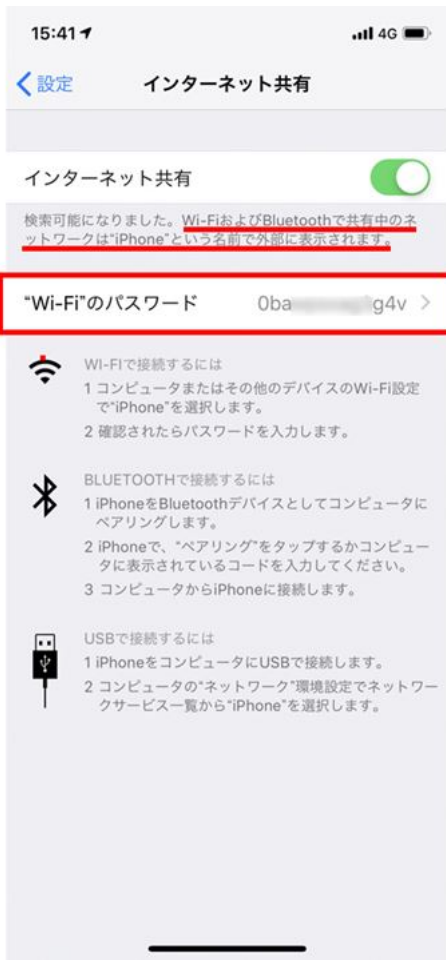 15:41
4G
設定
インターネット共有
インターネット共有
検索可能になりました。Wi-FiおよびBluetoothで共有中のネ
ットワークは“iPhone”という名前で外部に表示されます。
“Wi-Fi”のパスワード 0ba g4v
WI-FIで接続するには
1 コンピュータまたはその他のデバイスのWi-Fi設定
で“iPhone”を選択します。
2 確認されたらパスワードを入力します。
BLUETOOTHで接続するには
1 iPhoneをBluetoothデバイスとしてコンピュータに
ペアリングします。
2 iPhoneで、“ペアリング”をタップするかコンピュー
タに表示されているコードを入力してください。
3 コンピュータからiPhoneに接続します。
USBで接続するには
1 iPhoneをコンピュータにUSBで接続します。
2 コンピュータの“ネットワーク”環境設定でネットワー
クサービス一覧から“iPhone”を選択します。